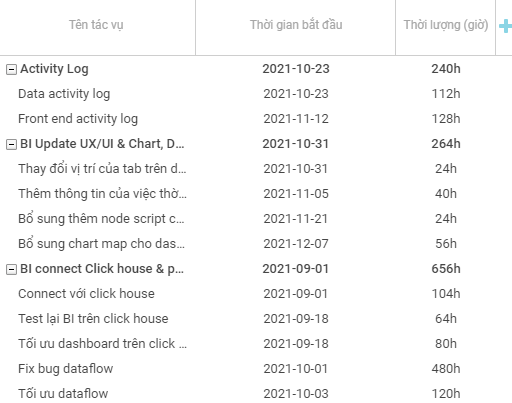 Tên tác vụ Thời gian bắt đầu Thời lượng (giờ)
Activity Log 2021-10-23 240h
Data activity log 2021-10-23 112h
Front end activity log 2021-11-12 128h
BI Update UX/UI & Chart, D... 2021-10-31 264h
Thay đổi vị trí của tab trên d... 2021-10-31 24h
Thêm thông tin của việc thờ... 2021-11-05 40h
Bổ sung thêm node script c... 2021-11-21 24h
Bổ sung chart map cho das... 2021-12-07 56h
BI connect Click house & p... 2021-09-01 656h
Connect với click house 2021-09-01 104h
Test lại BI trên click house 2021-09-18 64h
Tối ưu dashboard trên click ... 2021-09-18 80h
Fix bug dataflow 2021-10-01 480h
Tối ưu dataflow 2021-10-03 120h